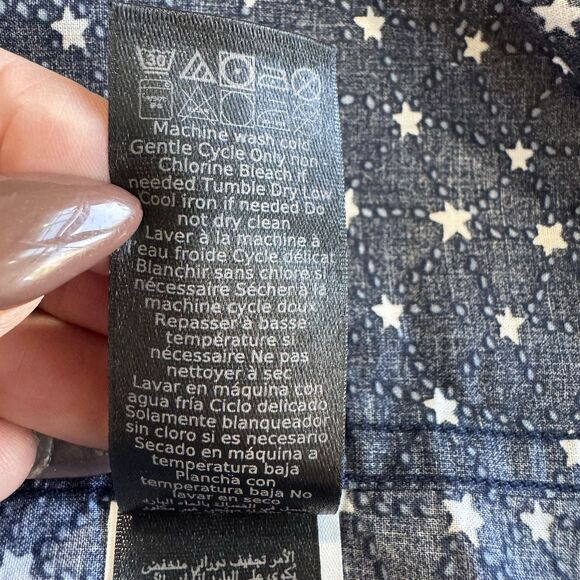 30
Machine wash cold
Gentle Cycle Only non
Chlorine Bleach if
needed Tumble Dry Low
Cool iron if needed Do
not dry clean
Laver à la machine à
l'eau froide Cycle délicat
Blanchir sans chlore si
nécessaire Sécher à la
machine cycle doux
Repasser à basse
température si
nécessaire Ne pas
nettoyer à sec
Lavar en máquina con
agua fría Ciclo delicado
Solamente blanqueador
sin cloro si es necesario
Secado en máquina a
temperatura baja
Plancha con
temperatura baja No
lavar en seco
الأمر تجفيف دوراني منخفض